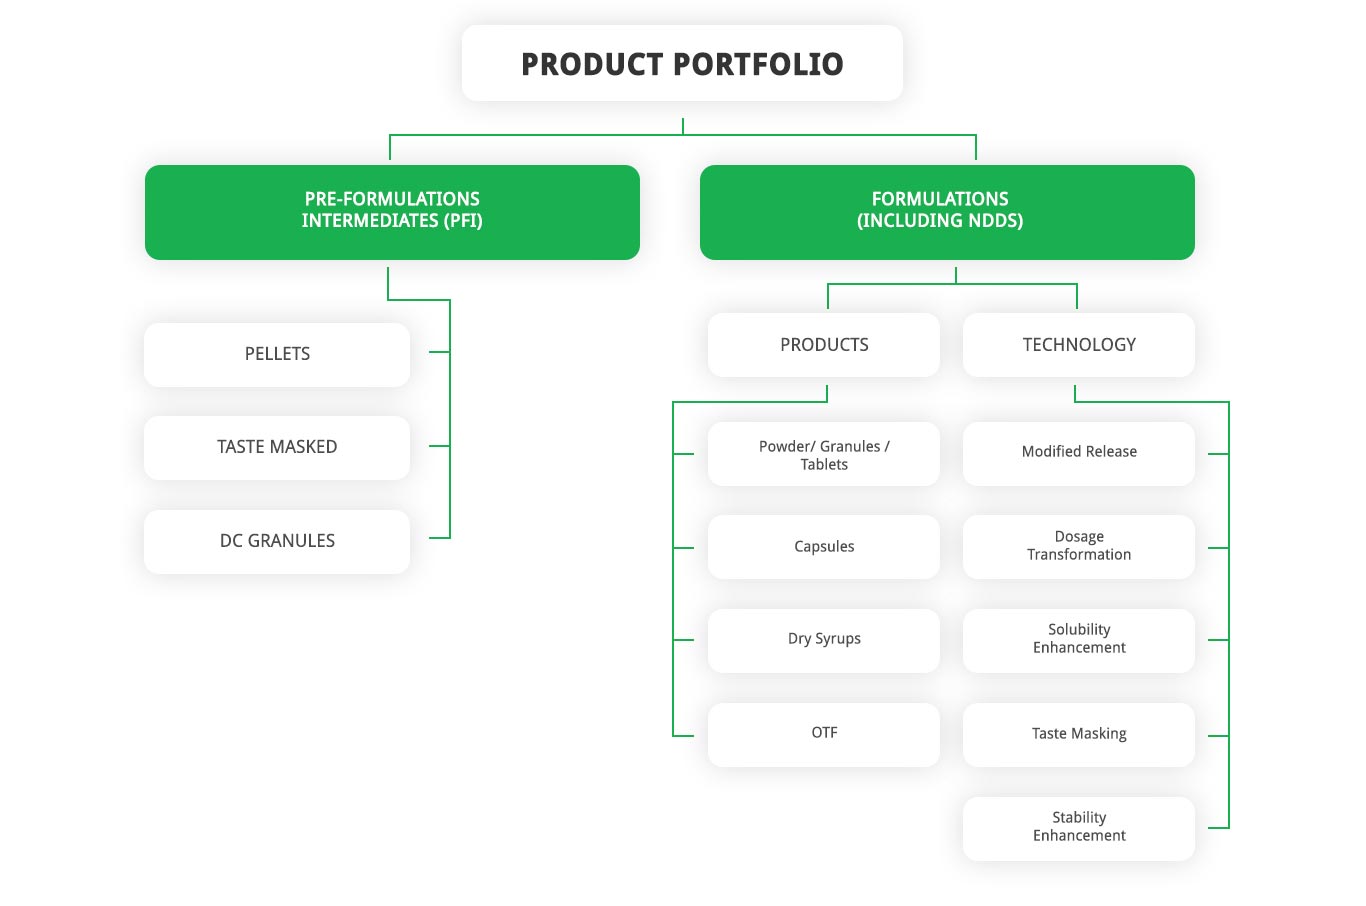 PRODUCT PORTFOLIO
PRE-FORMULATIONS
INTERMEDIATES (PFI)
FORMULATIONS
(INCLUDING NDDS)
PELLETS
TASTE MASKED
DC GRANULES
PRODUCTS
TECHNOLOGY
Powder/ Granules /
Tablets
Capsules
Dry Syrups
OTF
Modified Release
Dosage
Transformation
Solubility
Enhancement
Taste Masking
Stability
Enhancement